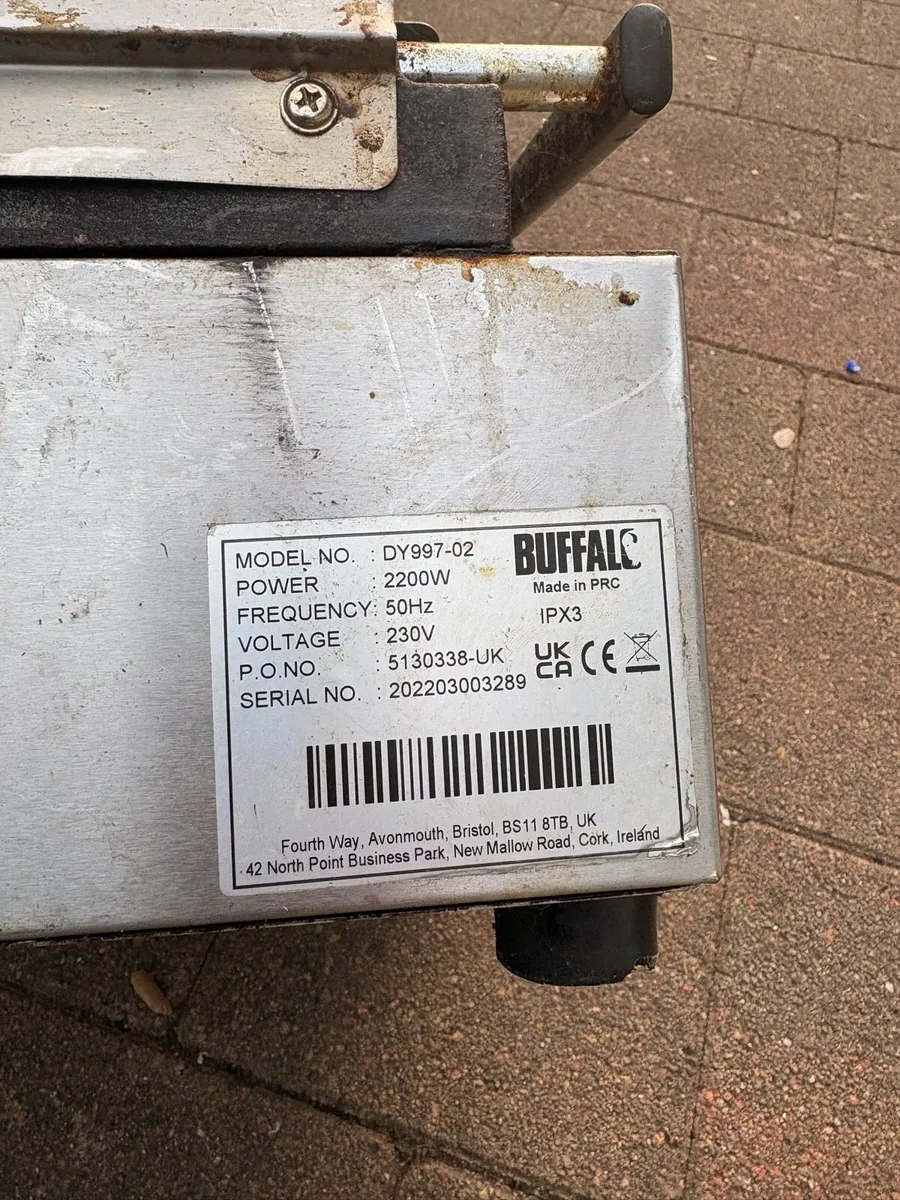 MODEL NO. : DY997-02
BUFFALO
POWER : 2200W
Made in PRC
FREQUENCY: 50Hz
IPX3
VOLTAGE : 230V
P.O.NO. : 5130338-UK
UK
CA CE
SERIAL NO. : 202203003289
Fourth Way, Avonmouth, Bristol, BS11 8TB, UK
42 North Point Business Park, New Mallow Road, Cork, Ireland